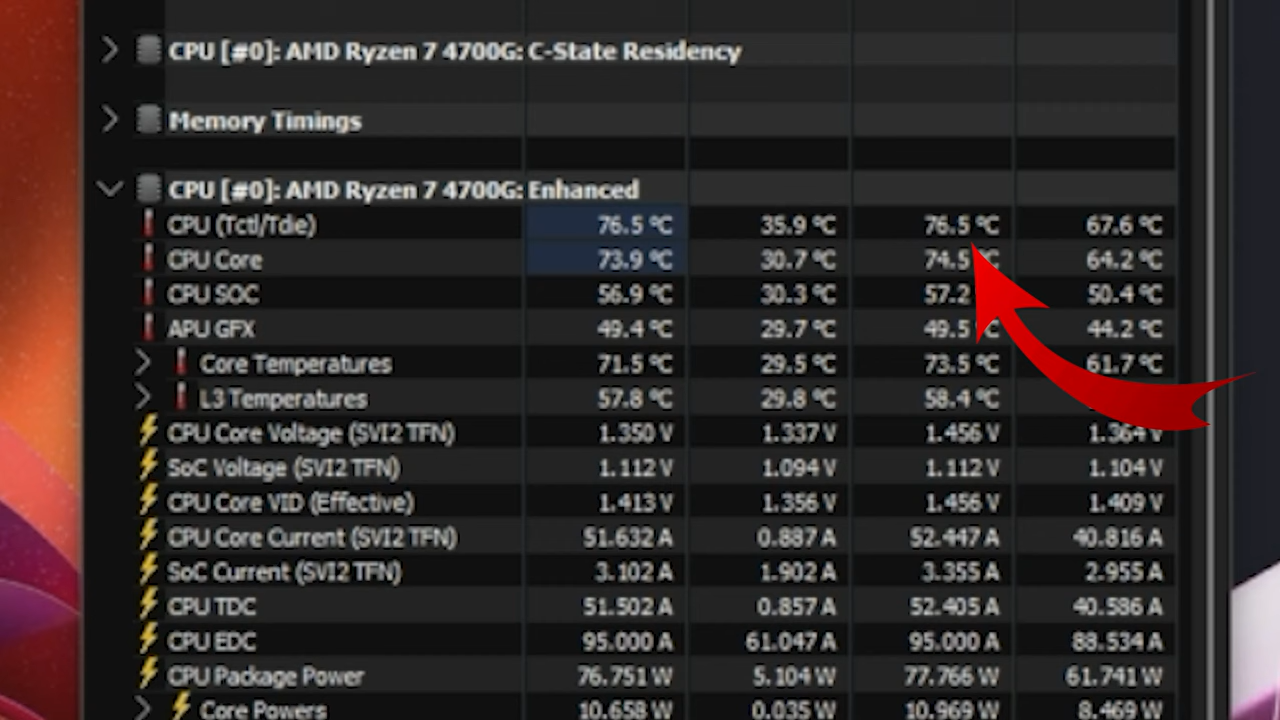 CPU [#0]: AMD Ryzen 7 4700G: C-State Residency
Memory Timings
CPU [#0]: AMD Ryzen 7 4700G: Enhanced
CPU (Tctl/Tdie) 76.5 °C 35.9 °C 76.5 °C 67.6 °C
CPU Core 73.9 °C 30.7 °C 74.5 °C 64.2 °C
CPU SOC 56.9 °C 30.3 °C 57.2 50.4 °C
APU GFX 49.4 °C 29.7 °C 49.5 °C 44.2 °C
Core Temperatures 71.5 °C 29.5 °C 73.5 °C 61.7 °C
L3 Temperatures 57.8 °C 29.8 °C 58.4 °C
CPU Core Voltage (SVI2 TFN) 1.350 V 1.337 V 1.456 V 1.364 V
SoC Voltage (SVI2 TFN) 1.112 V 1.094 V 1.112 V 1.104 V
CPU Core VID (Effective) 1.413 V 1.356 V 1.456 V 1.409 V
CPU Core Current (SVI2 TFN) 51.632 A 0.887 A 52.447 A 40.816 A
SoC Current (SVI2 TFN) 3.102 A 1.902 A 3.355 A 2.955 A
CPU TDC 51.502 A 0.857 A 52.405 A 40.586 A
CPU EDC 95.000 A 61.047 A 95.000 A 88.534 A
CPU Package Power 76.751 W 5.104 W 77.766 W 61.741 W
Core Powers 10.658 W 0.035 W 10.969 W 8.469 W